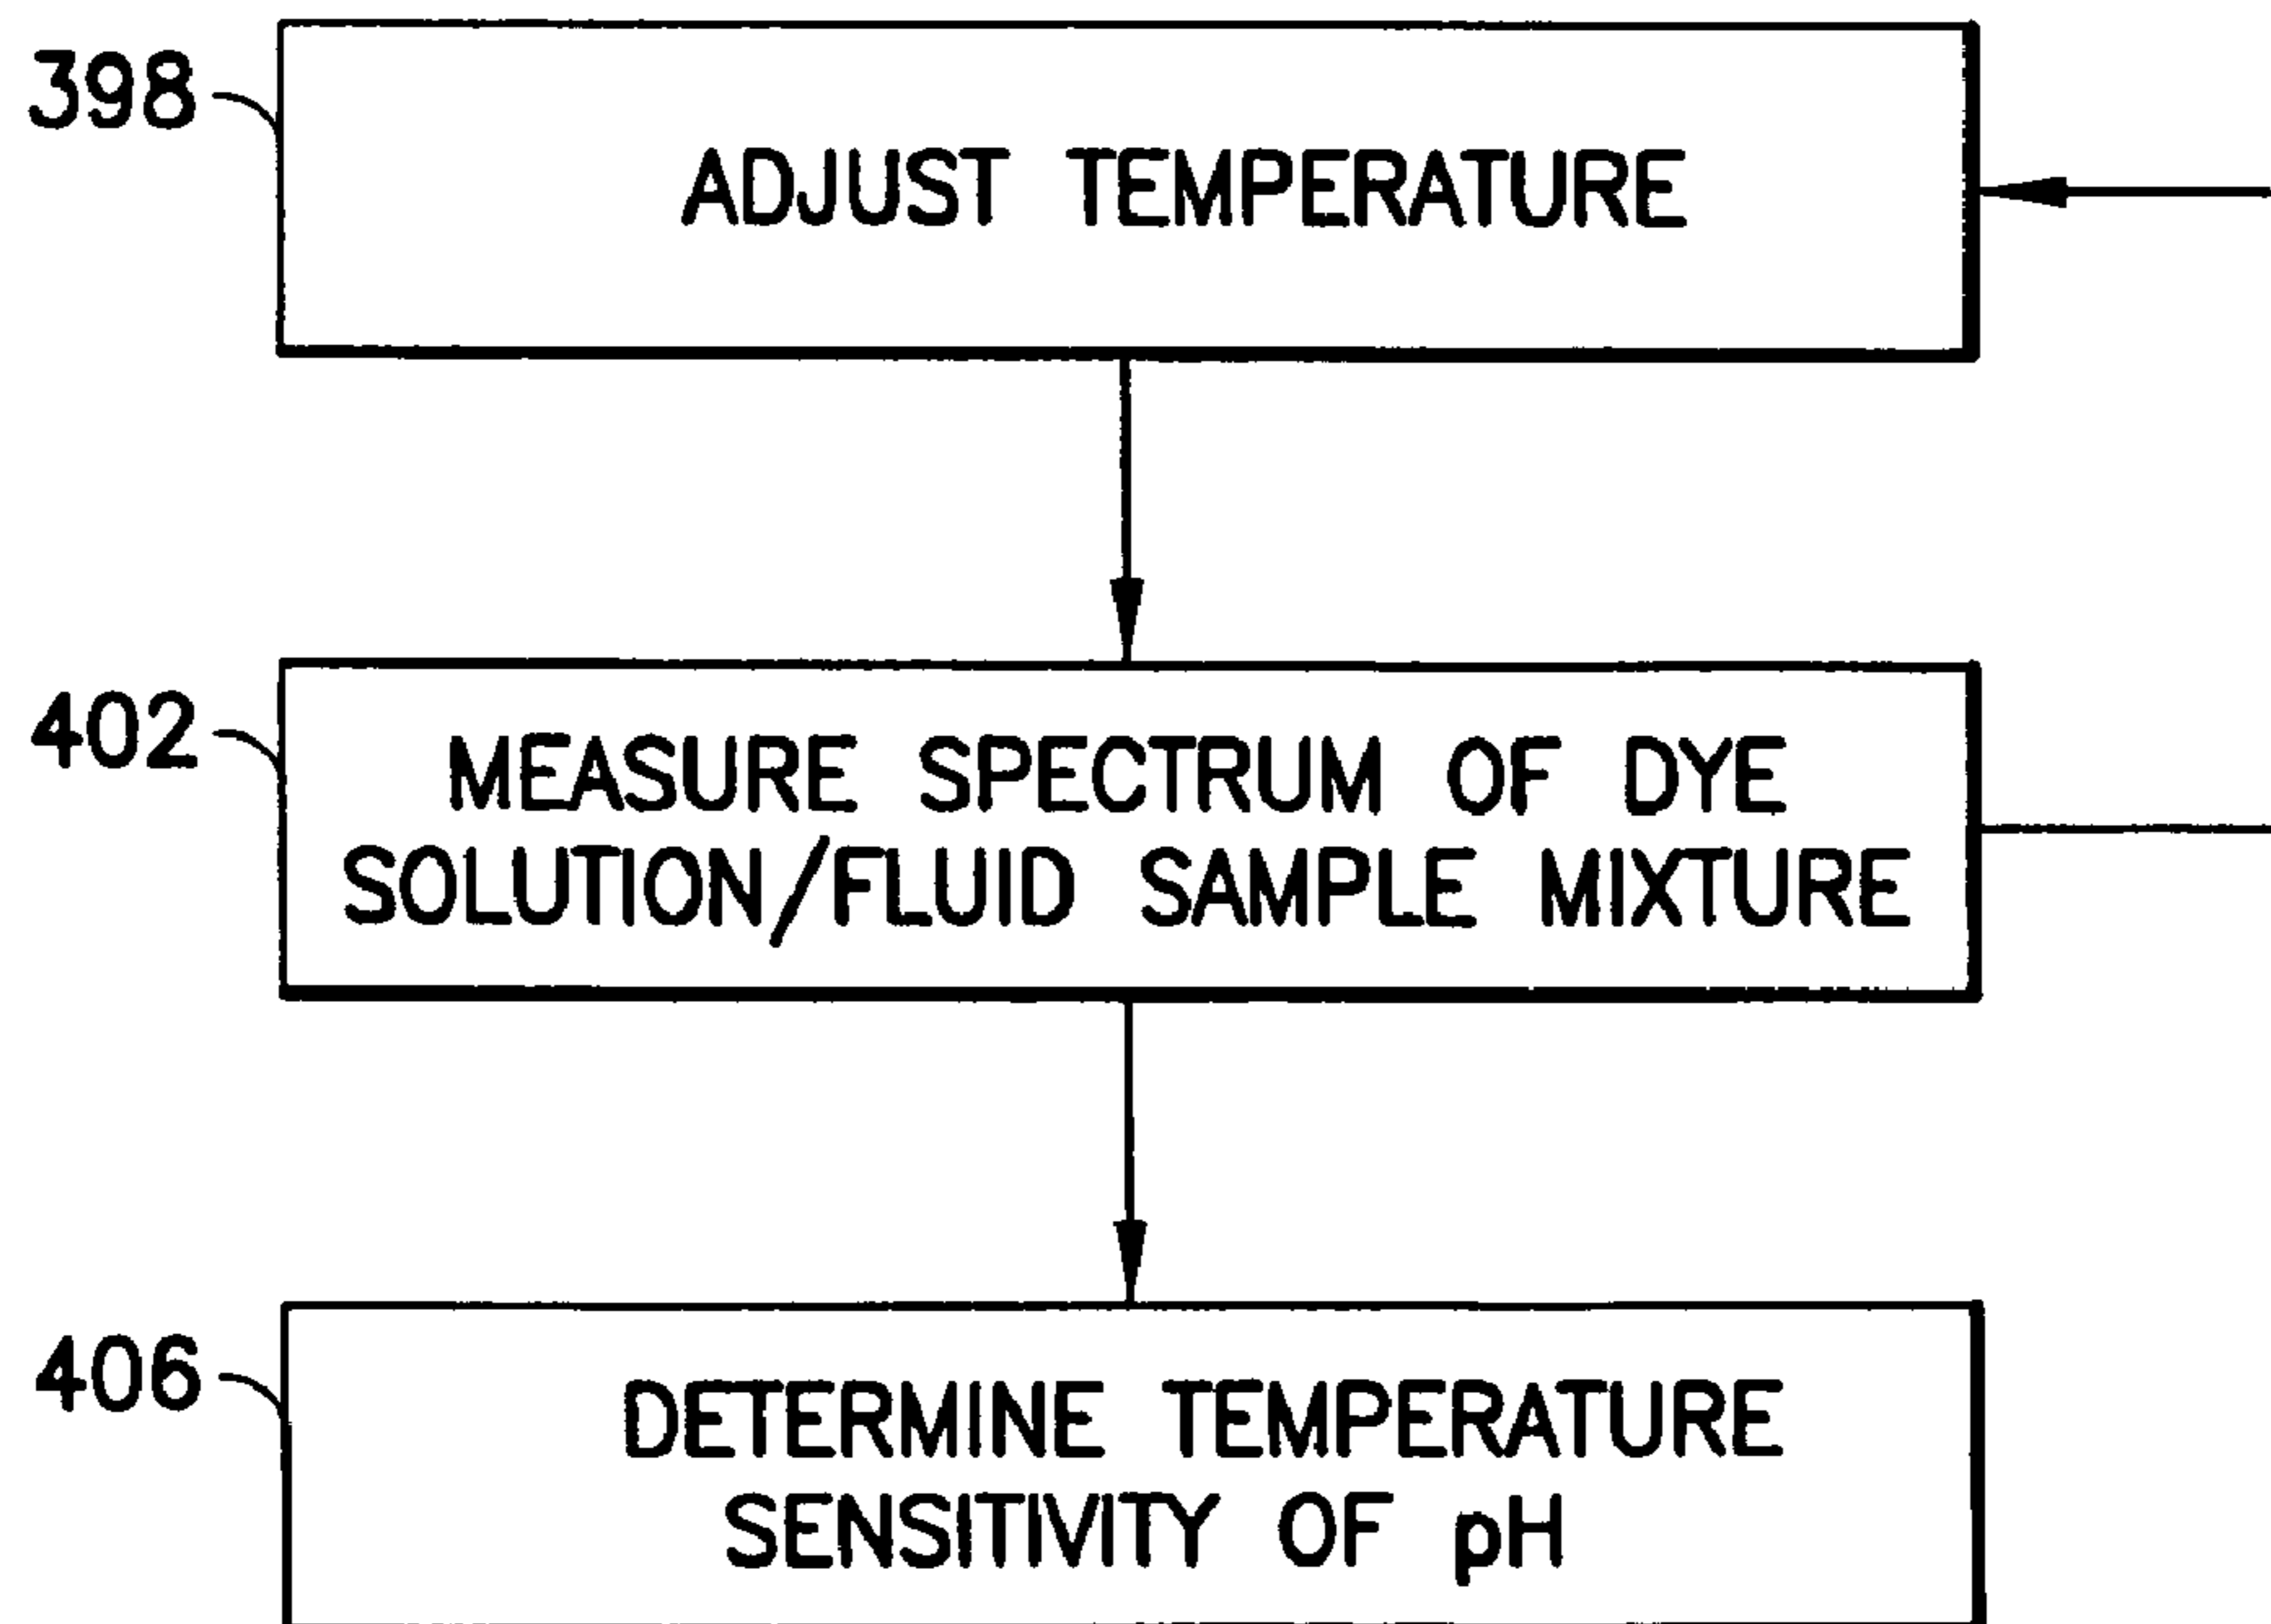 398
ADJUST TEMPERATURE
402
MEASURE SPECTRUM OF DYE
SOLUTION/FLUID SAMPLE MIXTURE
406
DETERMINE TEMPERATURE
SENSITIVITY OF pH